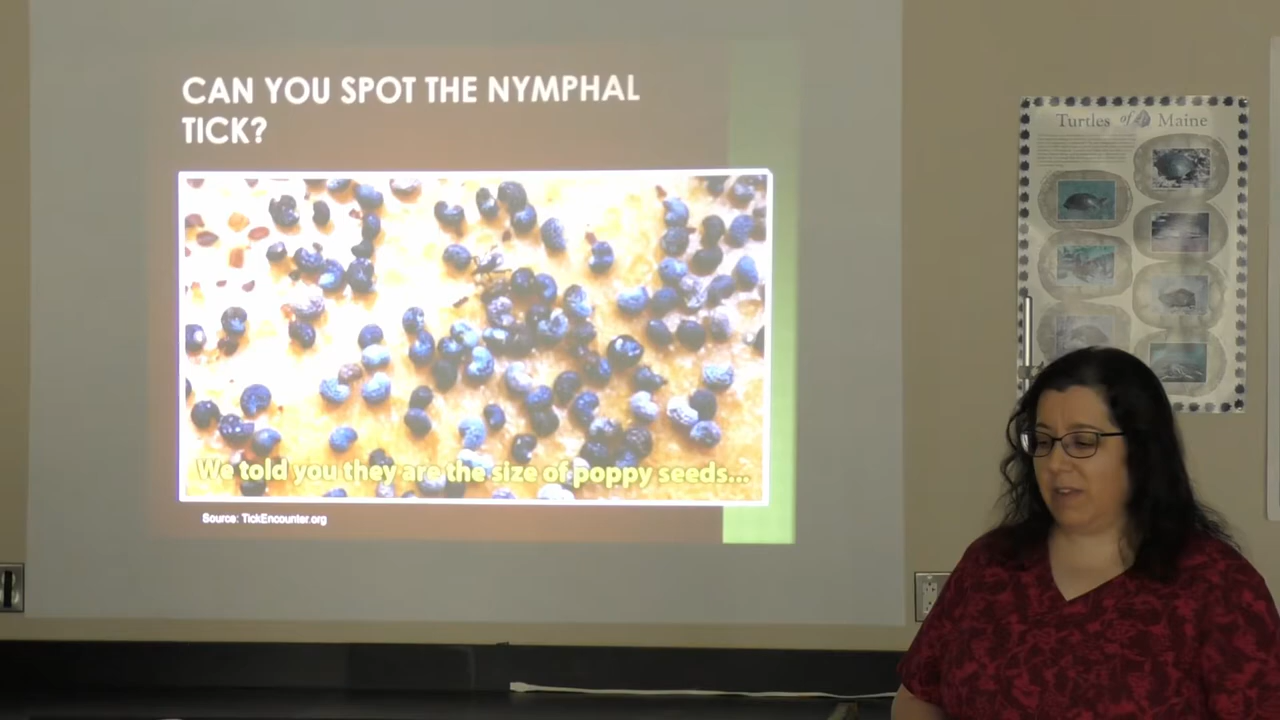 CAN YOU SPOT THE NYMPHAL
TICK?
We told you they are the size of poppy seeds...
Source: TickEncounter.org
Turtles of Maine